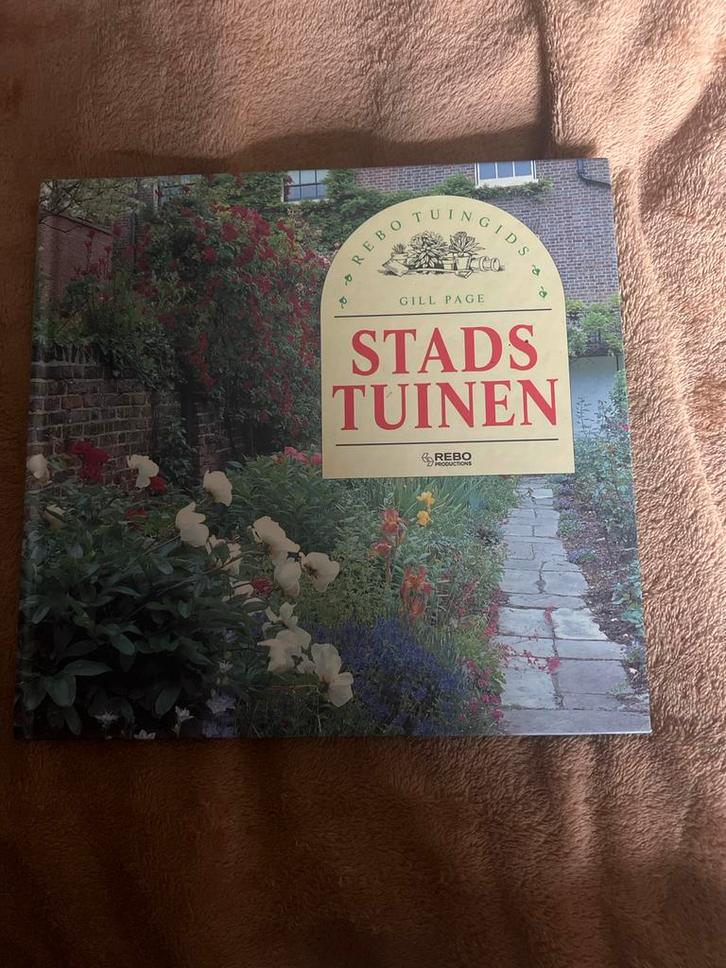 REBO TUINGIDS
GILL PAGE
STADS
TUINEN
REBO
PRODUCTIONS